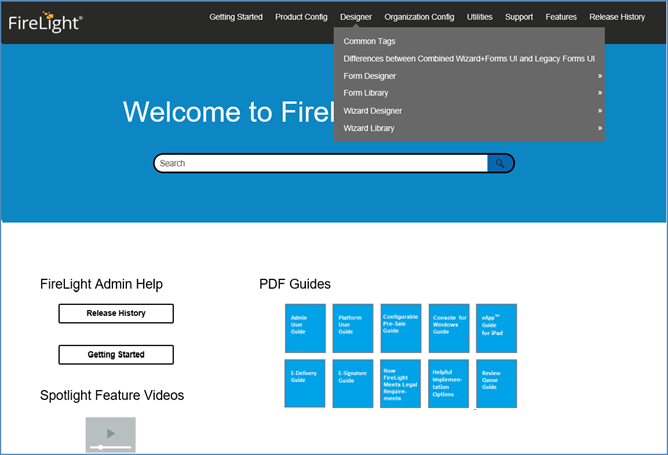 FireLight®
Getting Started Product Config Designer Organization Config Utilities Support Features Release History
Common Tags
Differences between Combined Wizard+Forms UI and Legacy Forms UI
Form Designer »
Form Library »
Wizard Designer »
Wizard Library »
Welcome to Firel
Search
FireLight Admin Help
Release History
Getting Started
Spotlight Feature Videos
PDF Guides
Admin
User
Guide
Platform
User
Guide
Configurable
Pre-Sale
Guide
Console for
Windows
Guide
eApp™
Guide
for iPad
E-Delivery
Guide
E-Signature
Guide
How
FireLight
Meets Legal
Require-
ments
Helpful
Implemen-
tation
Options
Review
Queue
Guide